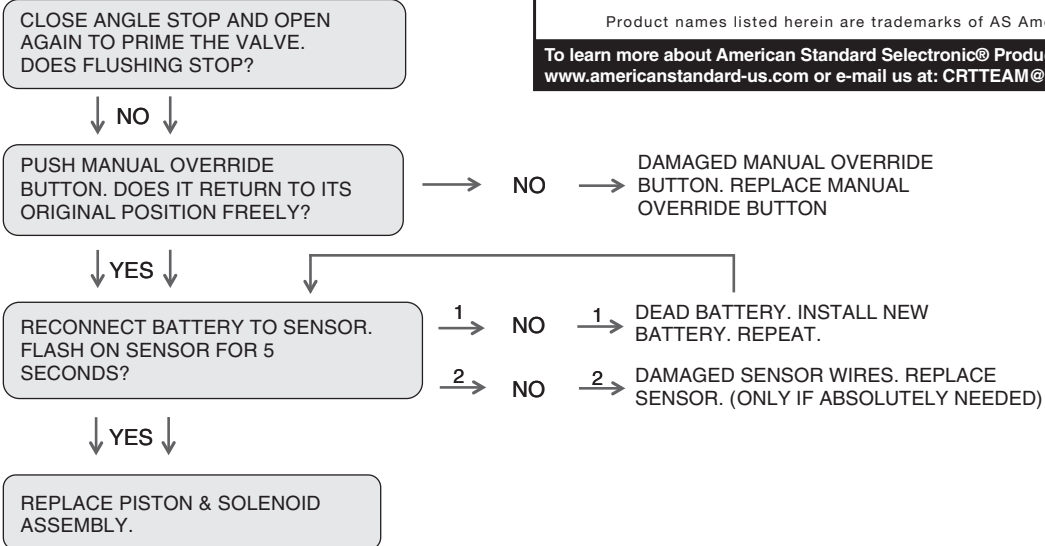 CLOSE ANGLE STOP AND OPEN
AGAIN TO PRIME THE VALVE.
DOES FLUSHING STOP?
Product names listed herein are trademarks of AS
To learn more about American Standard Selectronic®
www.americanstandard-us.com or e-mail us at: CRTTEAM@
NO
PUSH MANUAL OVERRIDE
BUTTON. DOES IT RETURN TO ITS
ORIGINAL POSITION FREELY?
NO
DAMAGED MANUAL OVERRIDE
BUTTON. REPLACE MANUAL
OVERRIDE BUTTON
YES
RECONNECT BATTERY TO SENSOR.
FLASH ON SENSOR FOR 5
SECONDS?
1
NO
1
DEAD BATTERY. INSTALL NEW
BATTERY. REPEAT.
2
NO
2
DAMAGED SENSOR WIRES. REPLACE
SENSOR. (ONLY IF ABSOLUTELY NEEDED)
YES
REPLACE PISTON & SOLENOID
ASSEMBLY.